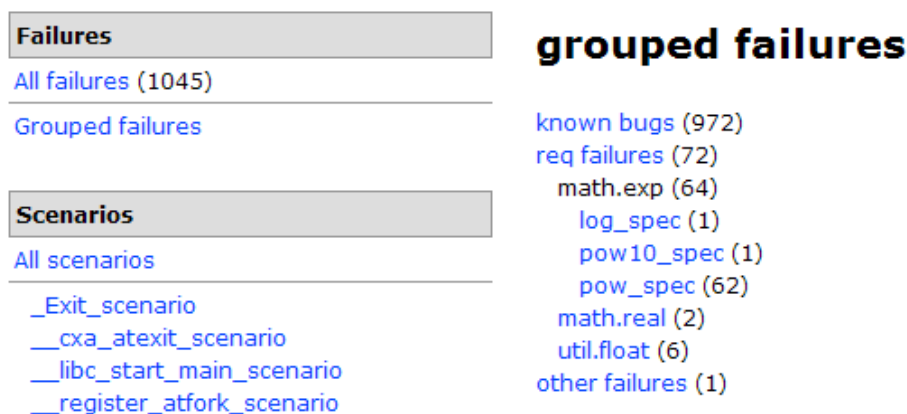 Failures
All failures (1045)
Grouped failures
Scenarios
All scenarios
_Exit_scenario
__cxa_atexit_scenario
__libc_start_main_scenario
__register_atfork_scenario
grouped failures
known bugs (972)
req failures (72)
math.exp (64)
log_spec (1)
pow10_spec (1)
pow_spec (62)
math.real (2)
util.float (6)
other failures (1)